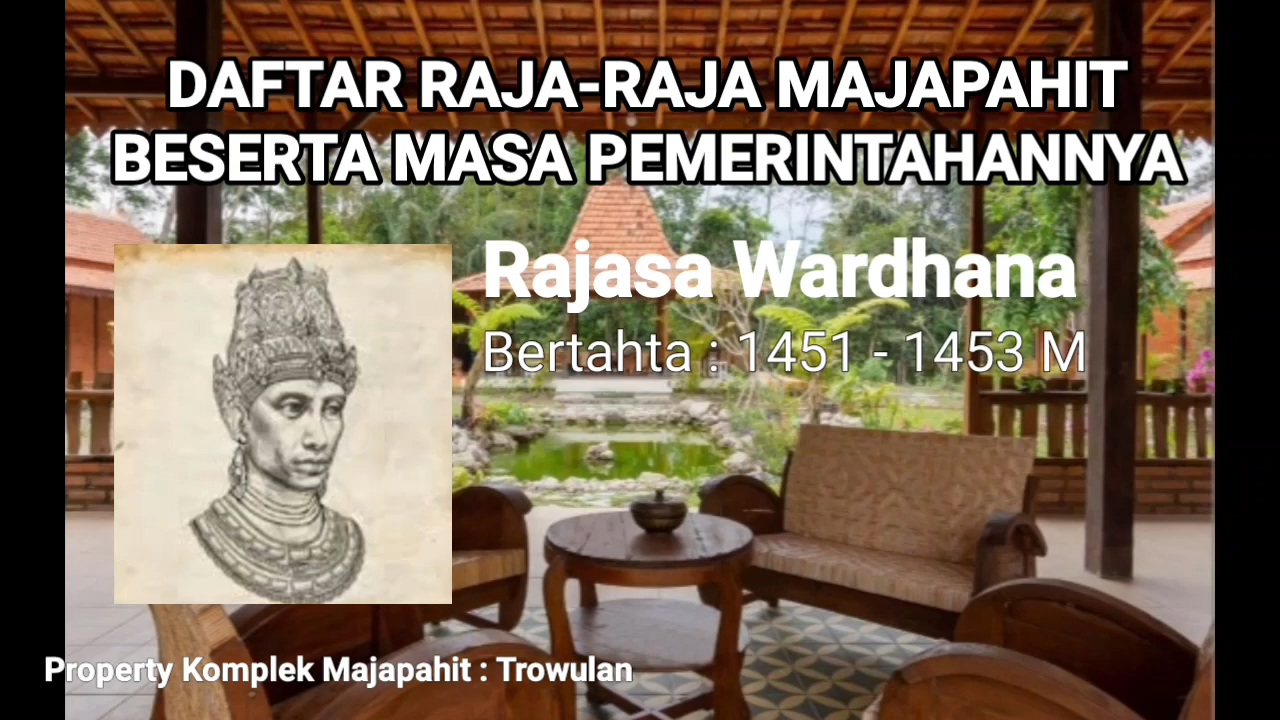 DAFTAR RAJA-RAJA MAJAPAHIT
BESERTA MASA PEMERINTAHANNYA
Rajasa Wardhana
Bertahta : 1451 - 1453 M
Property Komplek Majapahit : Trowulan